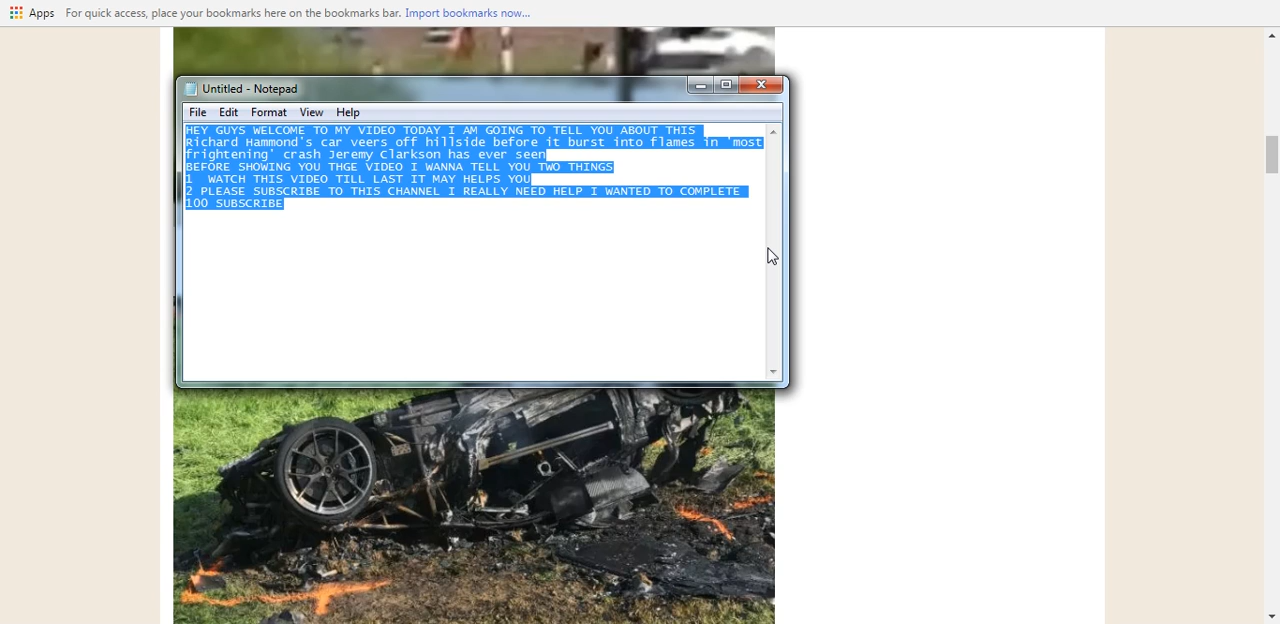 Apps For quick access, place your bookmarks here on the bookmarks bar. Import bookmarks now...
Untitled - Notepad
File Edit Format View Help
HEY GUYS WELCOME TO MY VIDEO TODAY I AM GOING TO TELL YOU ABOUT THIS
Richard Hammond's car veers off hillside before it burst into flames in 'most
frightening' crash Jeremy Clarkson has ever seen
BEFORE SHOWING YOU THGE VIDEO I WANNA TELL YOU TWO THINGS
1  WATCH THIS VIDEO TILL LAST IT MAY HELPS YOU
2 PLEASE SUBSCRIBE TO THIS CHANNEL I REALLY NEED HELP I WANTED TO COMPLETE
100 SUBSCRIBE